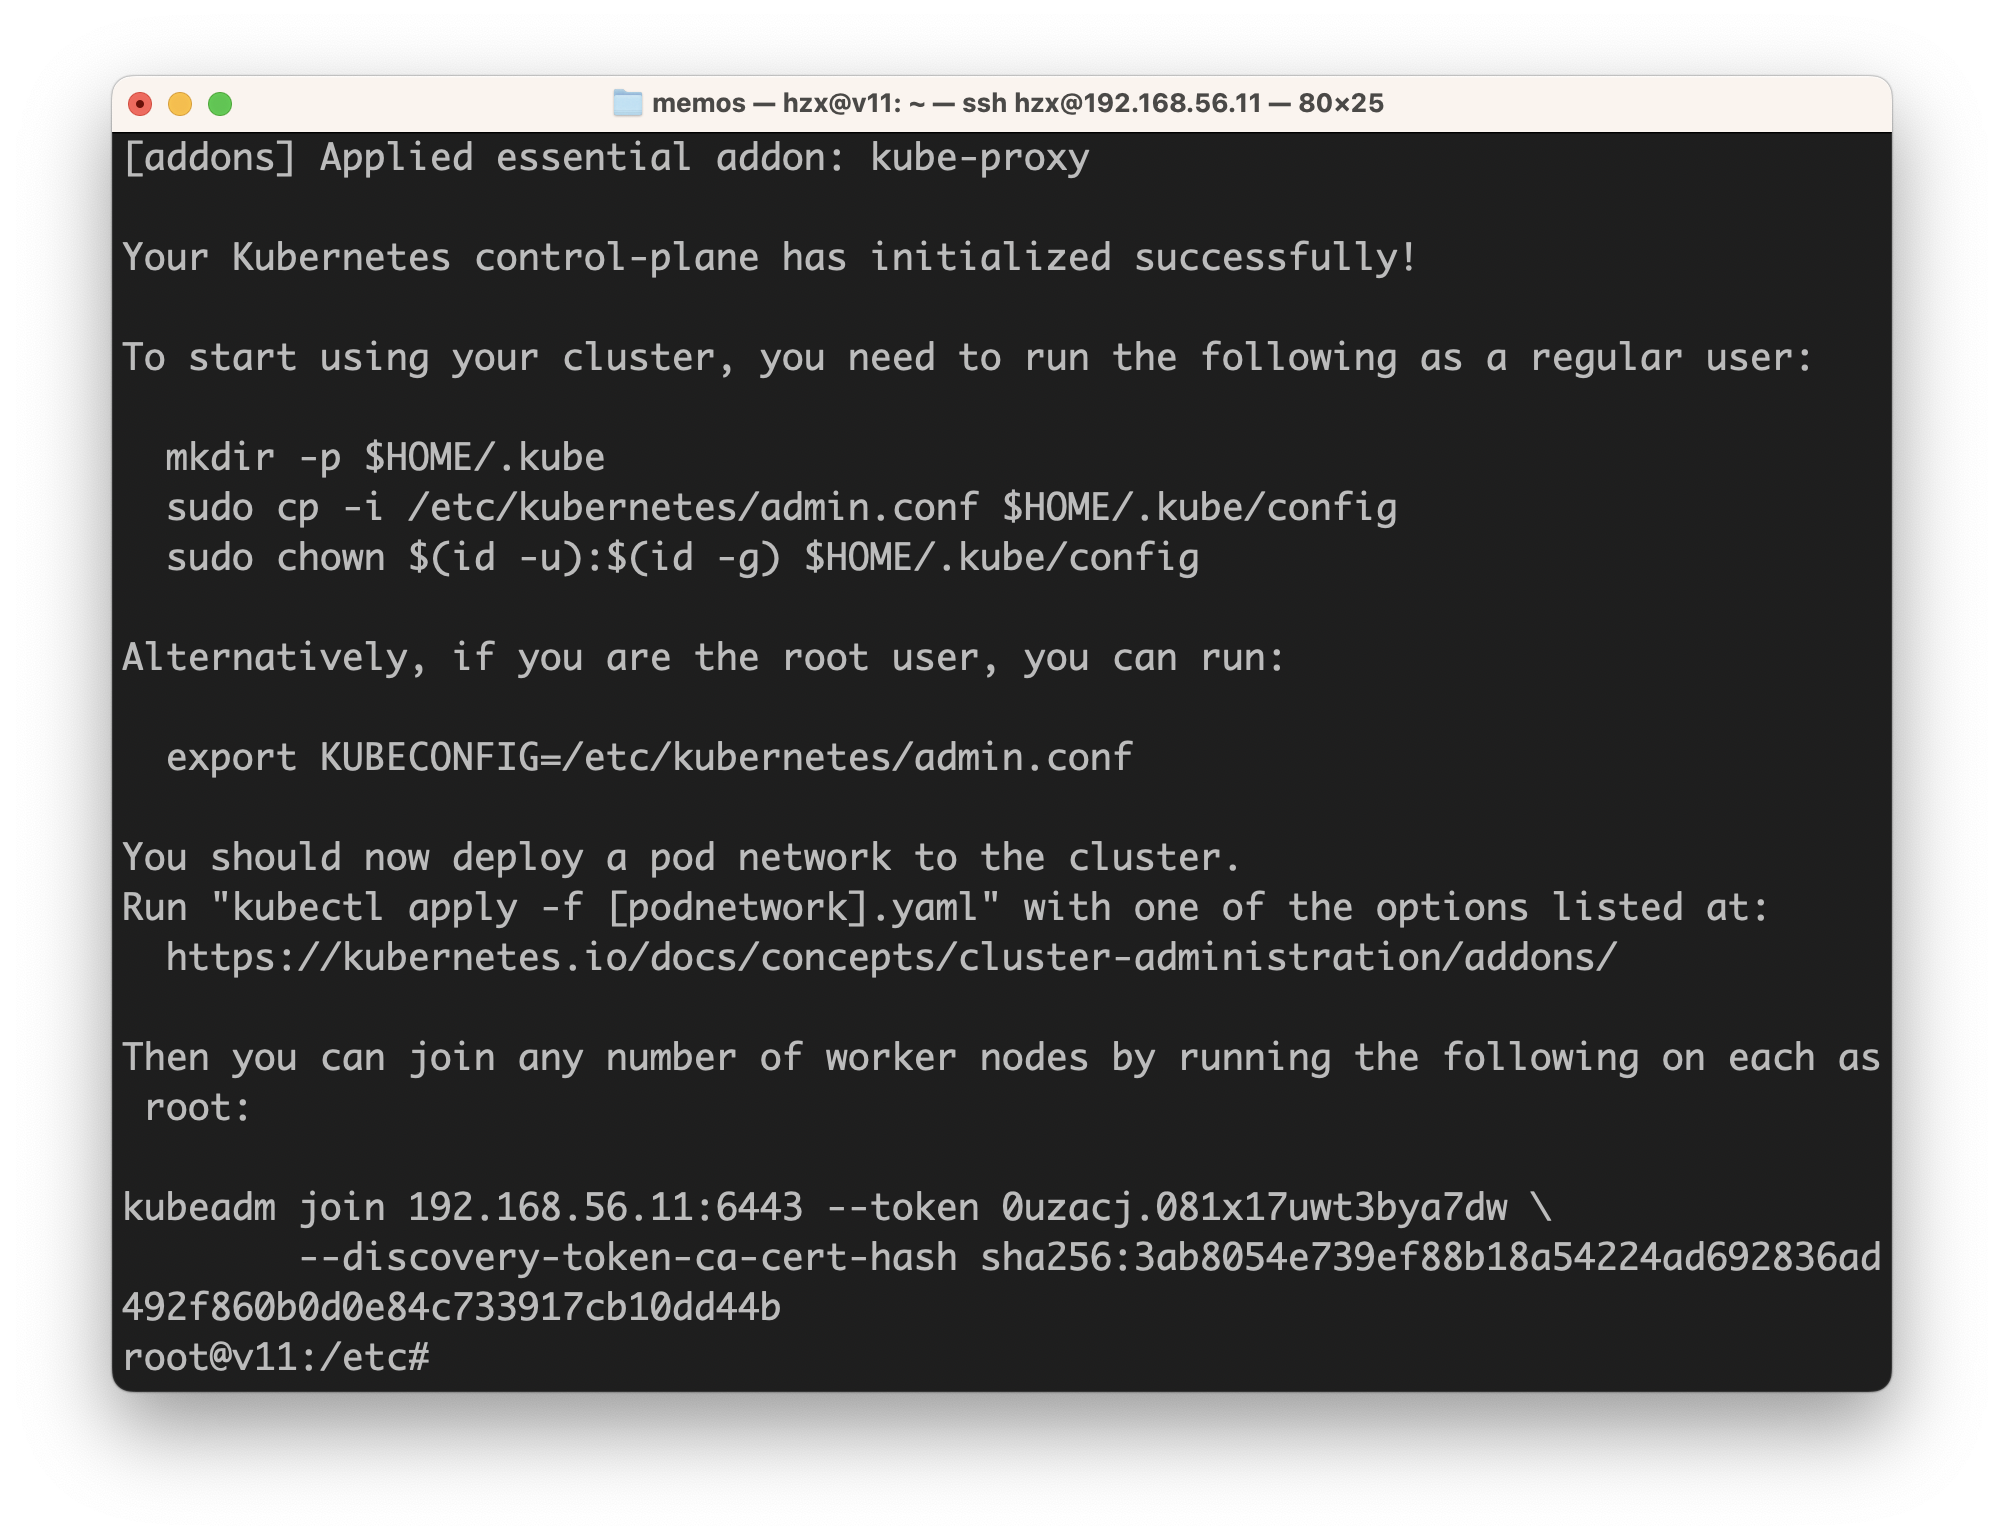 memos — hzx@v11: ~ — ssh hzx@192.168.56.11 — 80×25
[addons] Applied essential addon: kube-proxy
Your Kubernetes control-plane has initialized successfully!
To start using your cluster, you need to run the following as a regular user:
mkdir -p $HOME/.kube
sudo cp -i /etc/kubernetes/admin.conf $HOME/.kube/config
sudo chown $(id -u):$(id -g) $HOME/.kube/config
Alternatively, if you are the root user, you can run:
export KUBECONFIG=/etc/kubernetes/admin.conf
You should now deploy a pod network to the cluster.
Run "kubectl apply -f [podnetwork].yaml" with one of the options listed at:
https://kubernetes.io/docs/concepts/cluster-administration/addons/
Then you can join any number of worker nodes by running the following on each as
root:
kubeadm join 192.168.56.11:6443 --token 0uzacj.081x17uwt3bya7dw \
--discovery-token-ca-cert-hash sha256:3ab8054e739ef88b18a54224ad692836ad
492f860b0d0e84c733917cb10dd44b
root@v11:/etc#